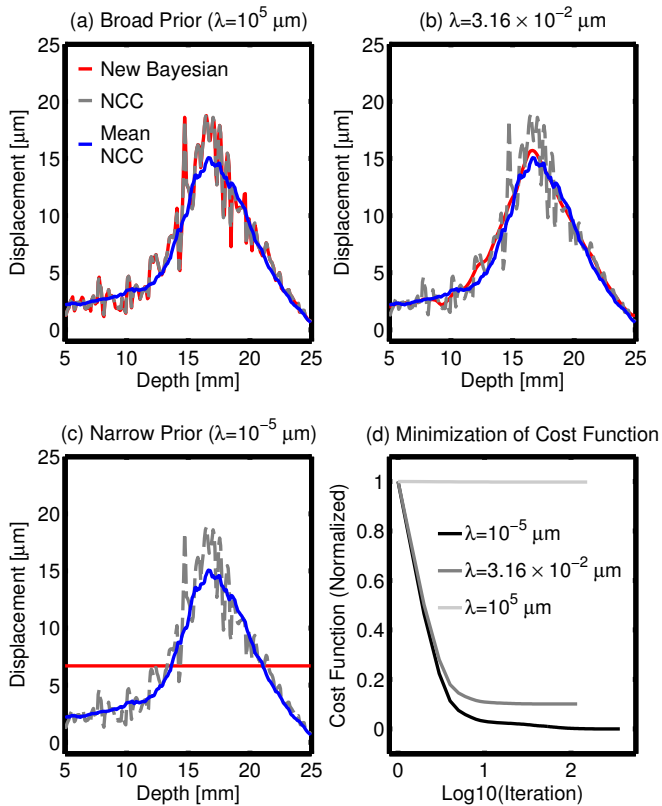 (a) Broad Prior (λ=10⁵ μm)
25
20
15
10
5
0
Displacement [μm]
New Bayesian
NCC
Mean
NCC
5
10
15
20
25
Depth [mm]
(b) λ=3.16 × 10⁻² μm
25
20
15
10
5
0
Displacement [μm]
5
10
15
20
25
Depth [mm]
(c) Narrow Prior (λ=10⁻⁵ μm)
25
20
15
10
5
0
Displacement [μm]
5
10
15
20
25
Depth [mm]
(d) Minimization of Cost Function
1
0.8
0.6
0.4
0.2
0
Cost Function (Normalized)
λ=10⁻⁵ μm
λ=3.16 × 10⁻² μm
λ=10⁵ μm
0
1
2
Log10(Iteration)